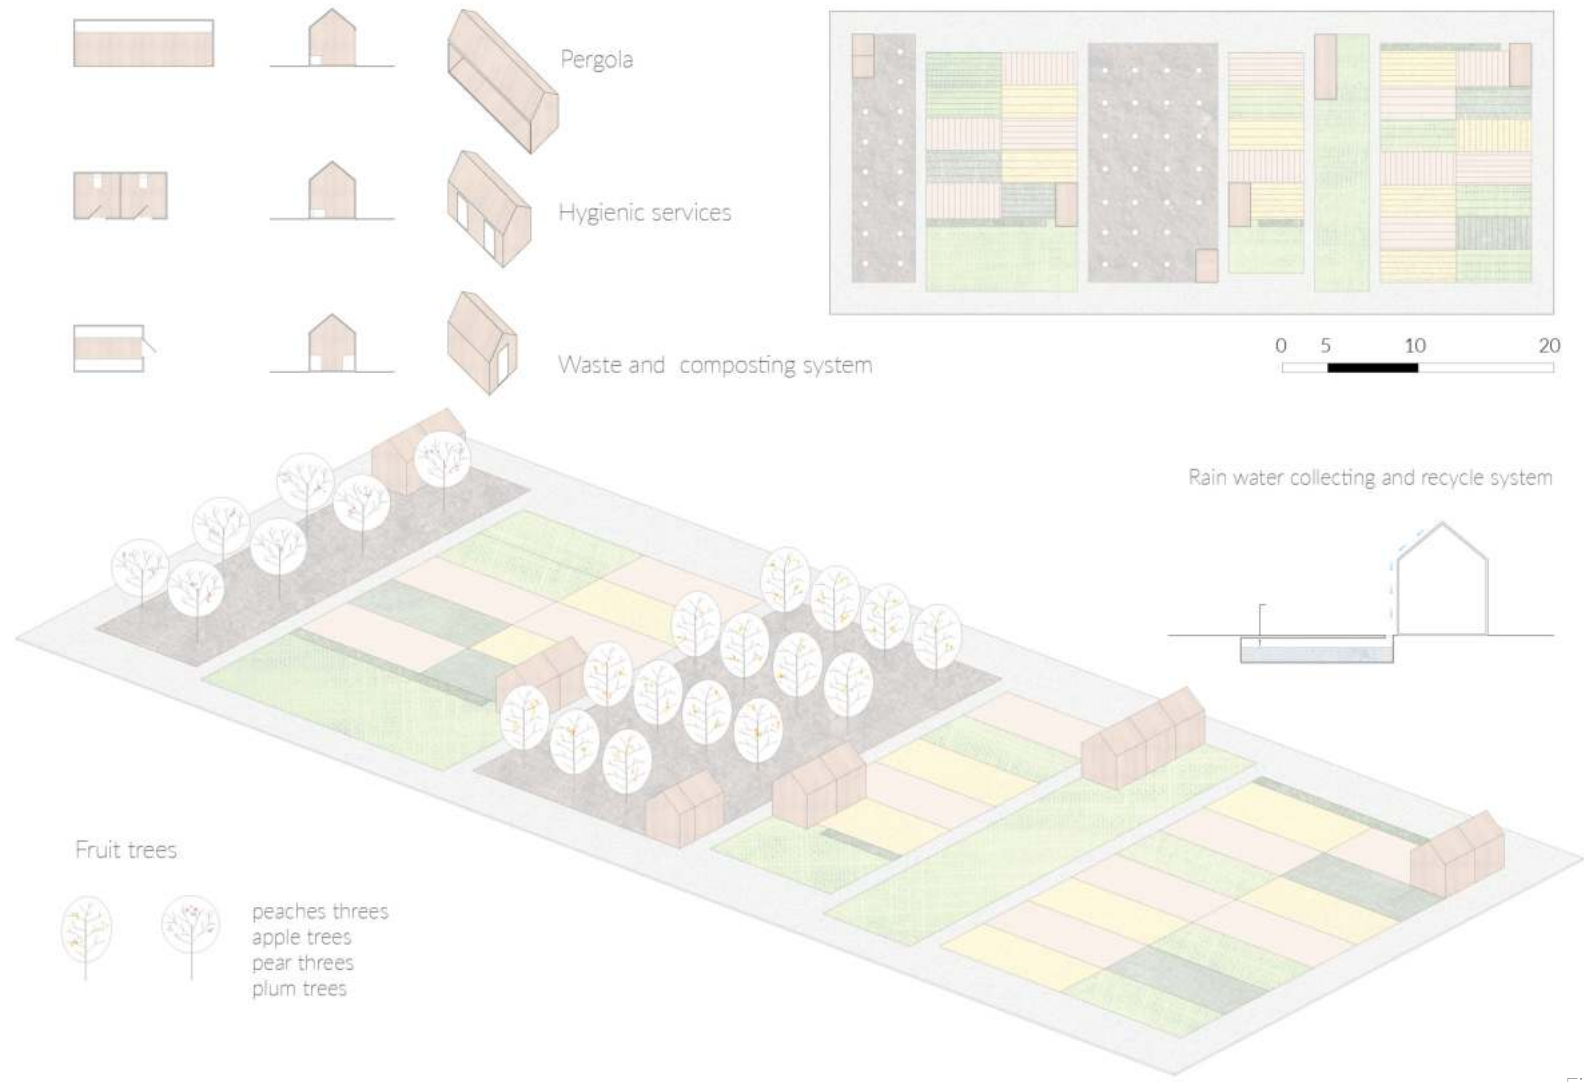 Pergola
Hygienic services
Waste and composting system
0 5 10 20
Rain water collecting and recycle system
Fruit trees
peaches threes
apple trees
pear threes
plum trees